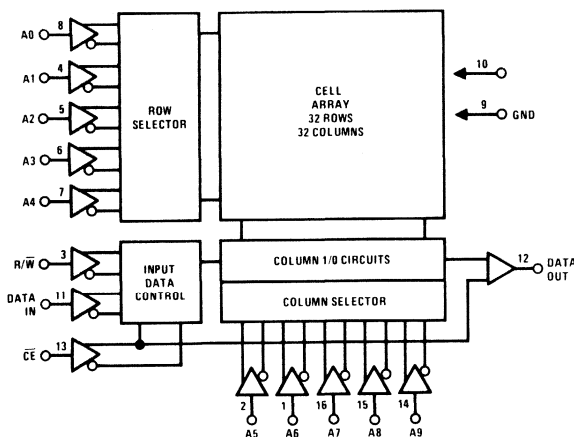 A0 8
A1 4
A2 5
A3 6
A4 7
ROW
SELECTOR
CELL
ARRAY
32 ROWS
32 COLUMNS
10
9 GND
R/W̅ 3
DATA
IN 11
C̅E̅ 13
INPUT
DATA
CONTROL
COLUMN 1/0 CIRCUITS
COLUMN SELECTOR
12 DATA
OUT
2 1 16 15 14
A5 A6 A7 A8 A9